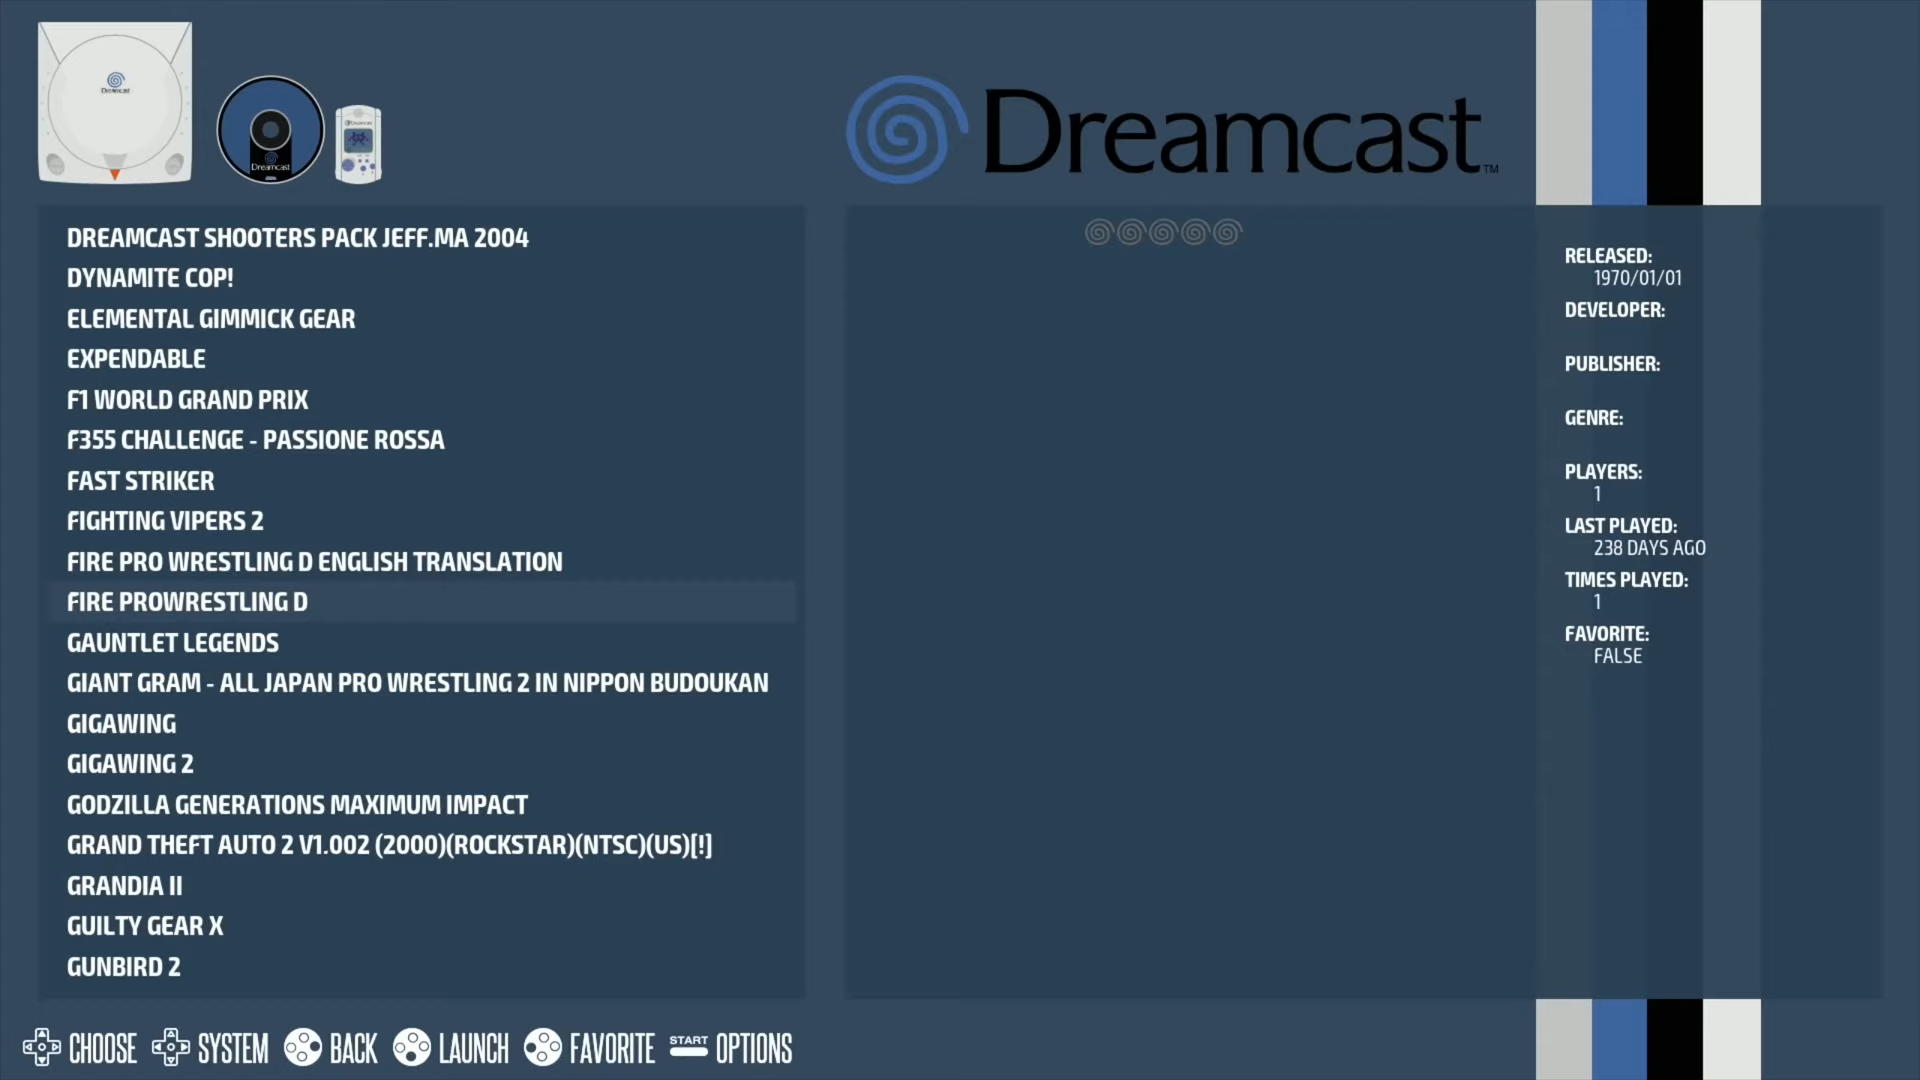 Dreamcast
Dreamcast
Dreamcast
Dreamcast™
DREAMCAST SHOOTERS PACK JEFF.MA 2004
DYNAMITE COP!
ELEMENTAL GIMMICK GEAR
EXPENDABLE
F1 WORLD GRAND PRIX
F355 CHALLENGE - PASSIONE ROSSA
FAST STRIKER
FIGHTING VIPERS 2
FIRE PRO WRESTLING D ENGLISH TRANSLATION
FIRE PROWRESTLING D
GAUNTLET LEGENDS
GIANT GRAM - ALL JAPAN PRO WRESTLING 2 IN NIPPON BUDOUKAN
GIGAWING
GIGAWING 2
GODZILLA GENERATIONS MAXIMUM IMPACT
GRAND THEFT AUTO 2 V1.002 (2000)(ROCKSTAR)(NTSC)(US)[!]
GRANDIA II
GUILTY GEAR X
GUNBIRD 2
RELEASED:
1970/01/01
DEVELOPER:
PUBLISHER:
GENRE:
PLAYERS:
1
LAST PLAYED:
238 DAYS AGO
TIMES PLAYED:
1
FAVORITE:
FALSE
CHOOSE SYSTEM BACK LAUNCH FAVORITE START OPTIONS